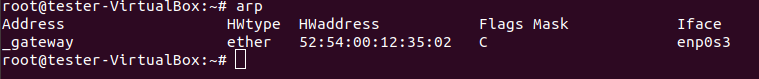 root@tester-VirtualBox:~# arp
Address                  HWtype  HWaddress           Flags Mask            Iface
_gateway                 ether   52:54:00:12:35:02   C                     enp0s3
root@tester-VirtualBox:~#